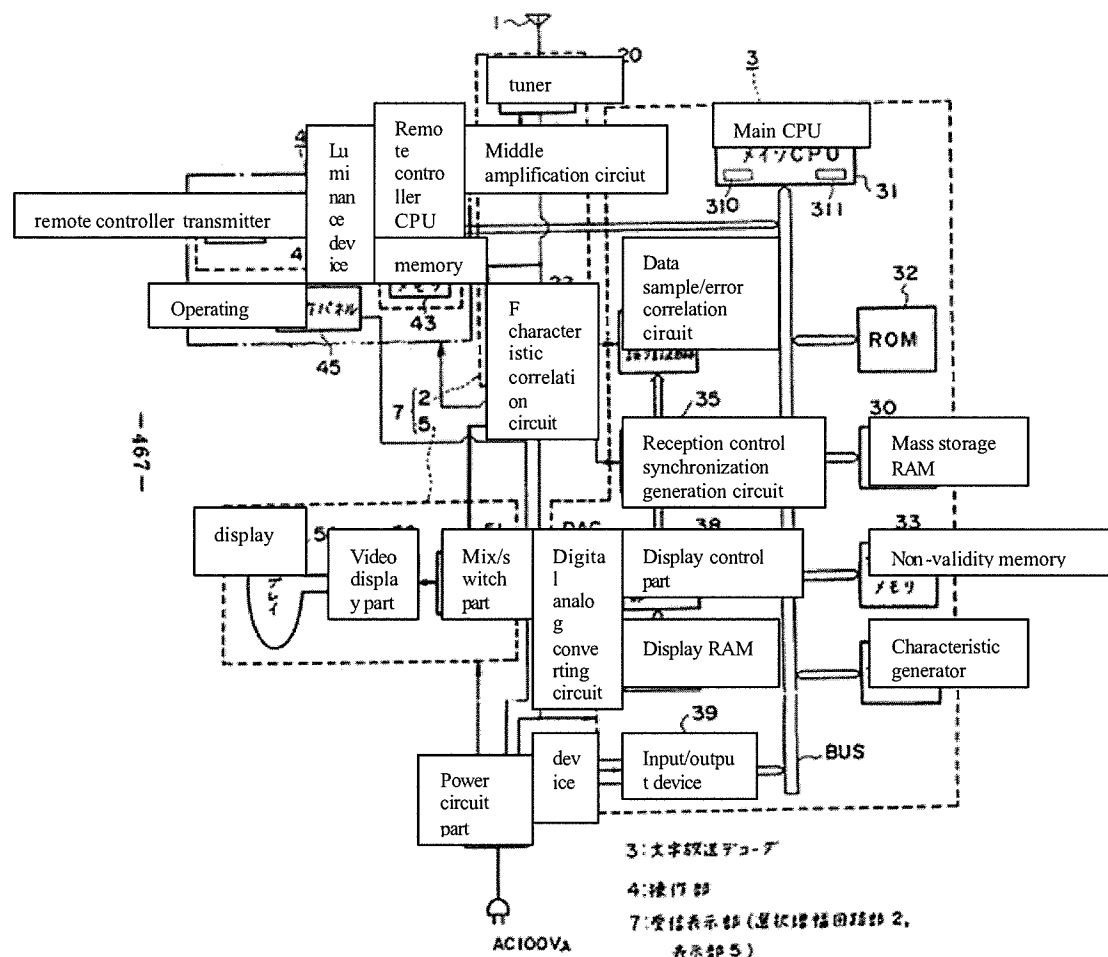 1
20
tuner
3
Main CPU
メインCPU
310
311
31
Lu
mi
nan
ce
dev
ice
Remo
te
contro
ller
CPU
Middle
amplification circiut
remote controller transmitter
memory
メモリ
43
Operating
パネル
45
F
character
istic
correlati
on
circuit
Data
sample/error
correlation
circuit
32
ROM
7
2
5
35
Reception control
synchronization
generation circuit
30
Mass storage
RAM
-467-
display
Video
displa
y part
Mix/s
witch
part
Digita
l
analo
g
conve
rting
circuit
38
Display control
part
33
Non-validity memory
メモリ
Display RAM
Characteristic
generator
39
Input/outpu
t device
dev
ice
Power
circuit
part
BUS
AC100V
3:文字放送デコーダ
4:操作部
7:受信表示部(選択増幅回路部2,
表示部5)